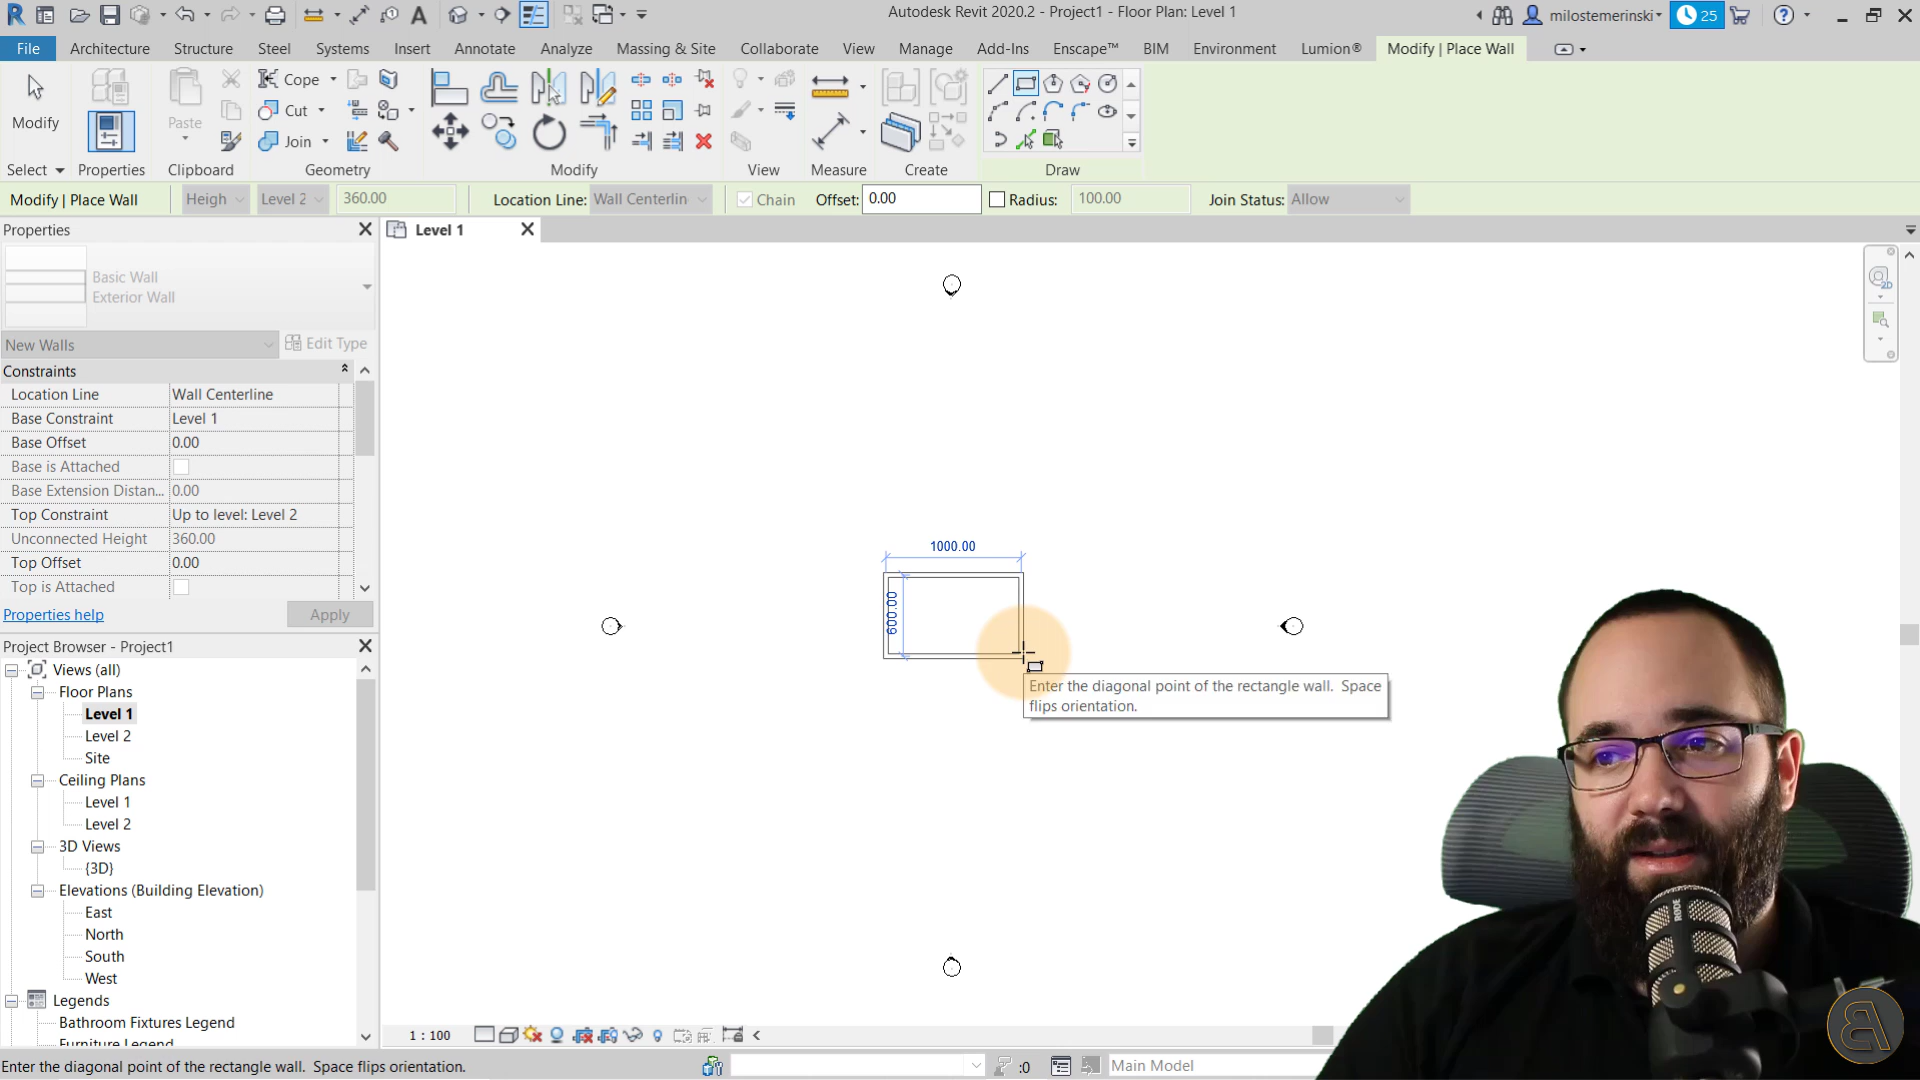 Autodesk Revit 2020.2 - Project1 - Floor Plan: Level 1
milostemerinski
25
File
Architecture
Structure
Steel
Systems
Insert
Annotate
Analyze
Massing & Site
Collaborate
View
Manage
Add-Ins
Enscape™
BIM
Environment
Lumion®
Modify | Place Wall
Modify
Paste
Cope
Cut
Join
Select
Properties
Clipboard
Geometry
Modify
View
Measure
Create
Draw
Modify | Place Wall
Heigh
Level 2
360.00
Location Line:
Wall Centerlin
Chain
Offset:
0.00
Radius:
100.00
Join Status:
Allow
Properties
Level 1
2D
Basic Wall
Exterior Wall
New Walls
Edit Type
Constraints
Location Line
Wall Centerline
Base Constraint
Level 1
Base Offset
0.00
Base is Attached
Base Extension Distan...
0.00
Top Constraint
Up to level: Level 2
Unconnected Height
360.00
Top Offset
0.00
Top is Attached
Properties help
Apply
1000.00
600.00
Enter the diagonal point of the rectangle wall. Space
flips orientation.
Project Browser - Project1
Views (all)
Floor Plans
Level 1
Level 2
Site
Ceiling Plans
Level 1
Level 2
3D Views
{3D}
Elevations (Building Elevation)
East
North
South
West
Legends
Bathroom Fixtures Legend
Furniture Legend
1 : 100
RØDE
Enter the diagonal point of the rectangle wall. Space flips orientation.
:0
Main Model